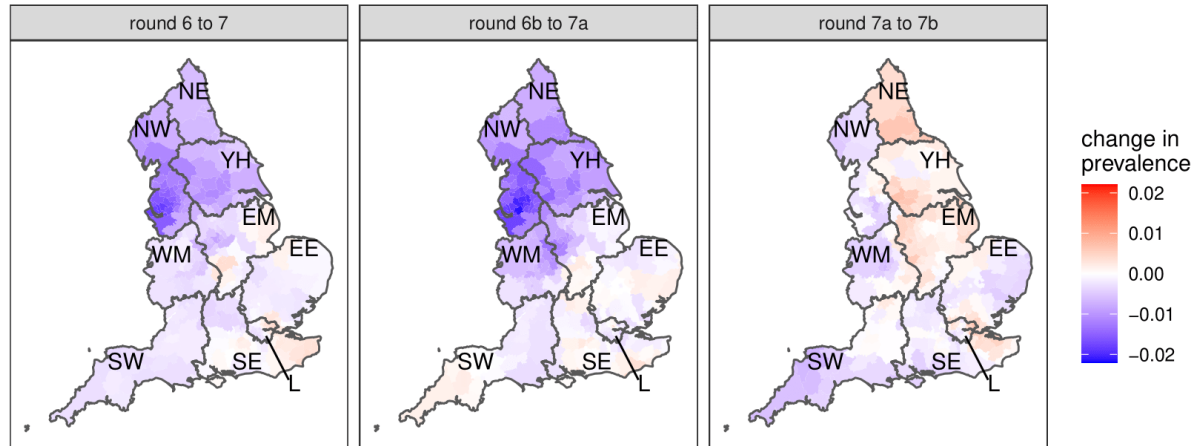 round 6 to 7
round 6b to 7a
round 7a to 7b
NE
NW
YH
EM
WM
EE
SW
SE
L
NE
NW
YH
EM
WM
EE
SW
SE
L
NE
NW
YH
EM
WM
EE
SW
SE
L
change in
prevalence
0.02
0.01
0.00
−0.01
−0.02